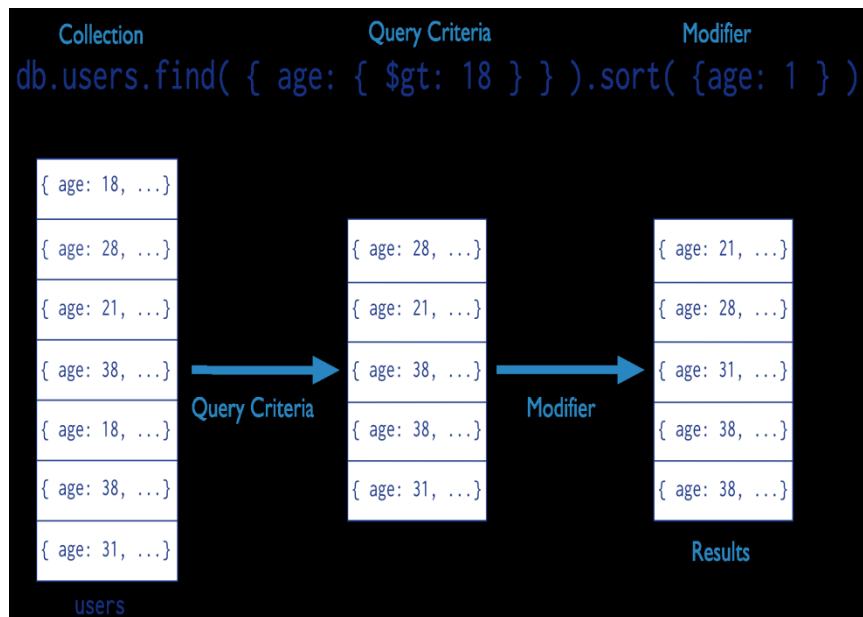 Collection
Query Criteria
Modifier
db.users.find( { age: { $gt: 18 } } ).sort( {age: 1 } )
{ age: 18, ...}
{ age: 28, ...}
{ age: 21, ...}
{ age: 38, ...}
{ age: 18, ...}
{ age: 38, ...}
{ age: 31, ...}
users
Query Criteria
{ age: 28, ...}
{ age: 21, ...}
{ age: 38, ...}
{ age: 38, ...}
{ age: 31, ...}
Modifier
{ age: 21, ...}
{ age: 28, ...}
{ age: 31, ...}
{ age: 38, ...}
{ age: 38, ...}
Results